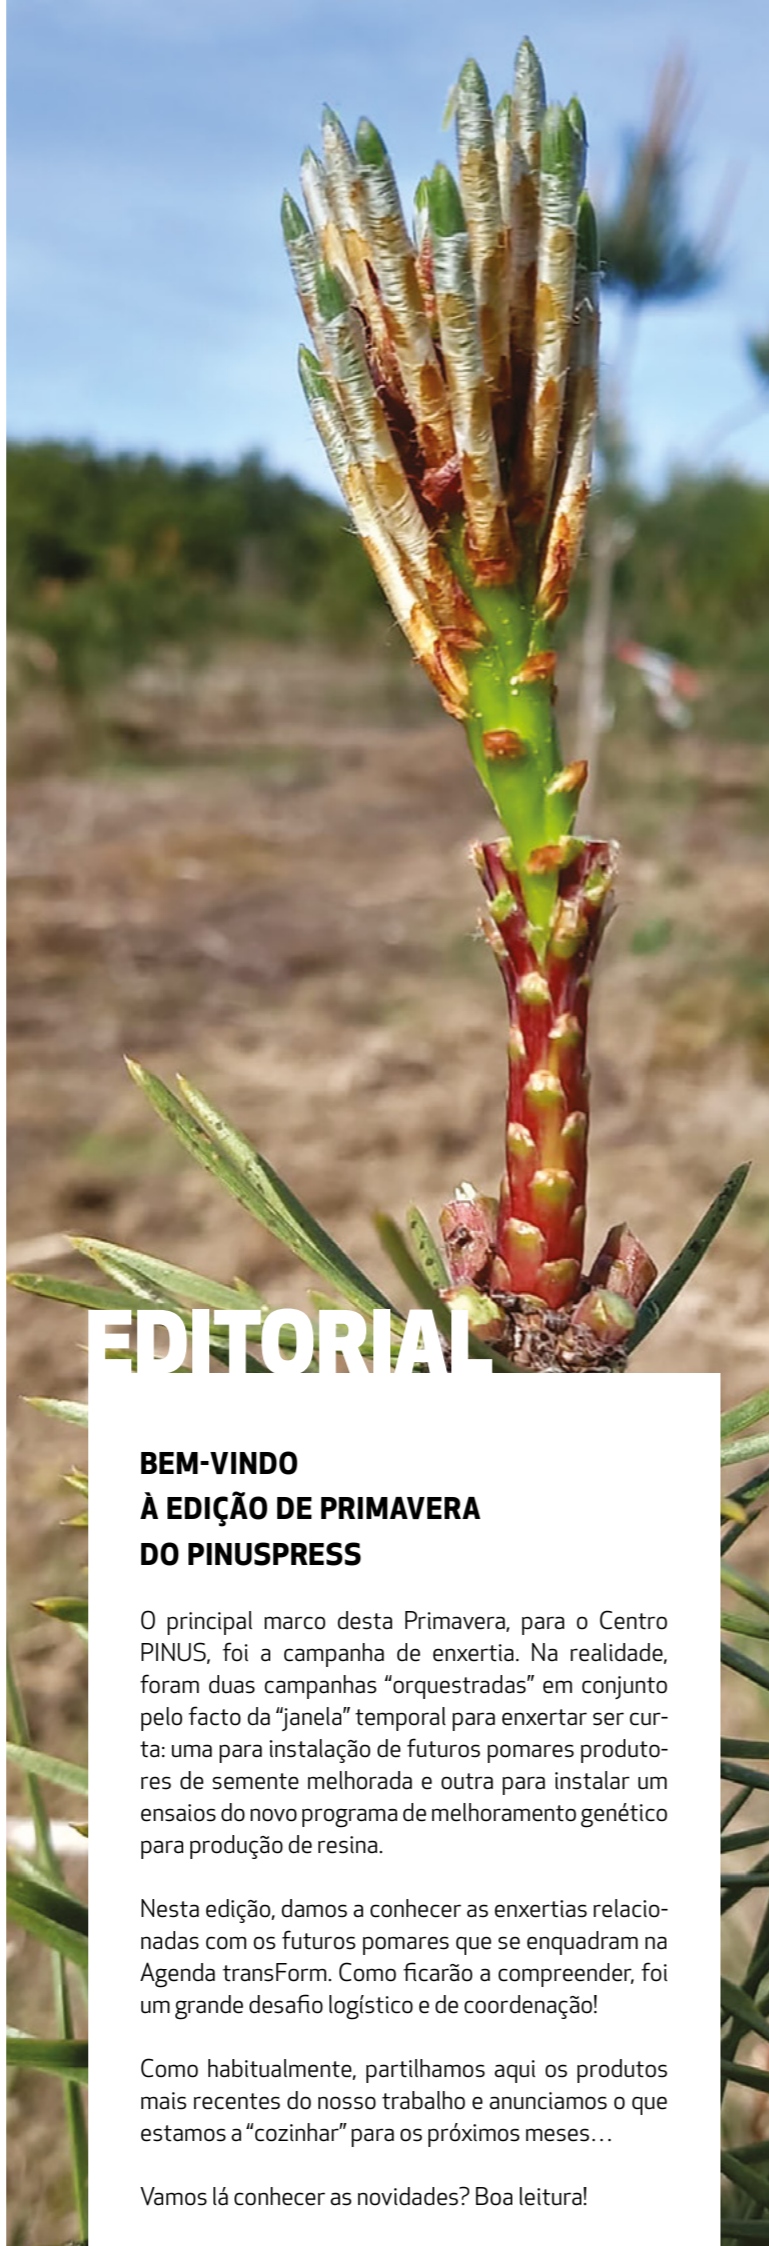 EDITORIAL
BEM-VINDO
À EDIÇÃO DE PRIMAVERA
DO PINUSPRESS
O principal marco desta Primavera, para o Centro
PINUS, foi a campanha de enxertia. Na realidade,
foram duas campanhas “orquestradas” em conjunto
pelo facto da “janela” temporal para enxertar ser cur-
ta: uma para instalação de futuros pomares produto-
res de semente melhorada e outra para instalar um
ensaios do novo programa de melhoramento genético
para produção de resina.
Nesta edição, damos a conhecer as enxertias relacio-
nadas com os futuros pomares que se enquadram na
Agenda transForm. Como ficarão a compreender, foi
um grande desafio logístico e de coordenação!
Como habitualmente, partilhamos aqui os produtos
mais recentes do nosso trabalho e anunciamos o que
estamos a “cozinhar” para os próximos meses…
Vamos lá conhecer as novidades? Boa leitura!